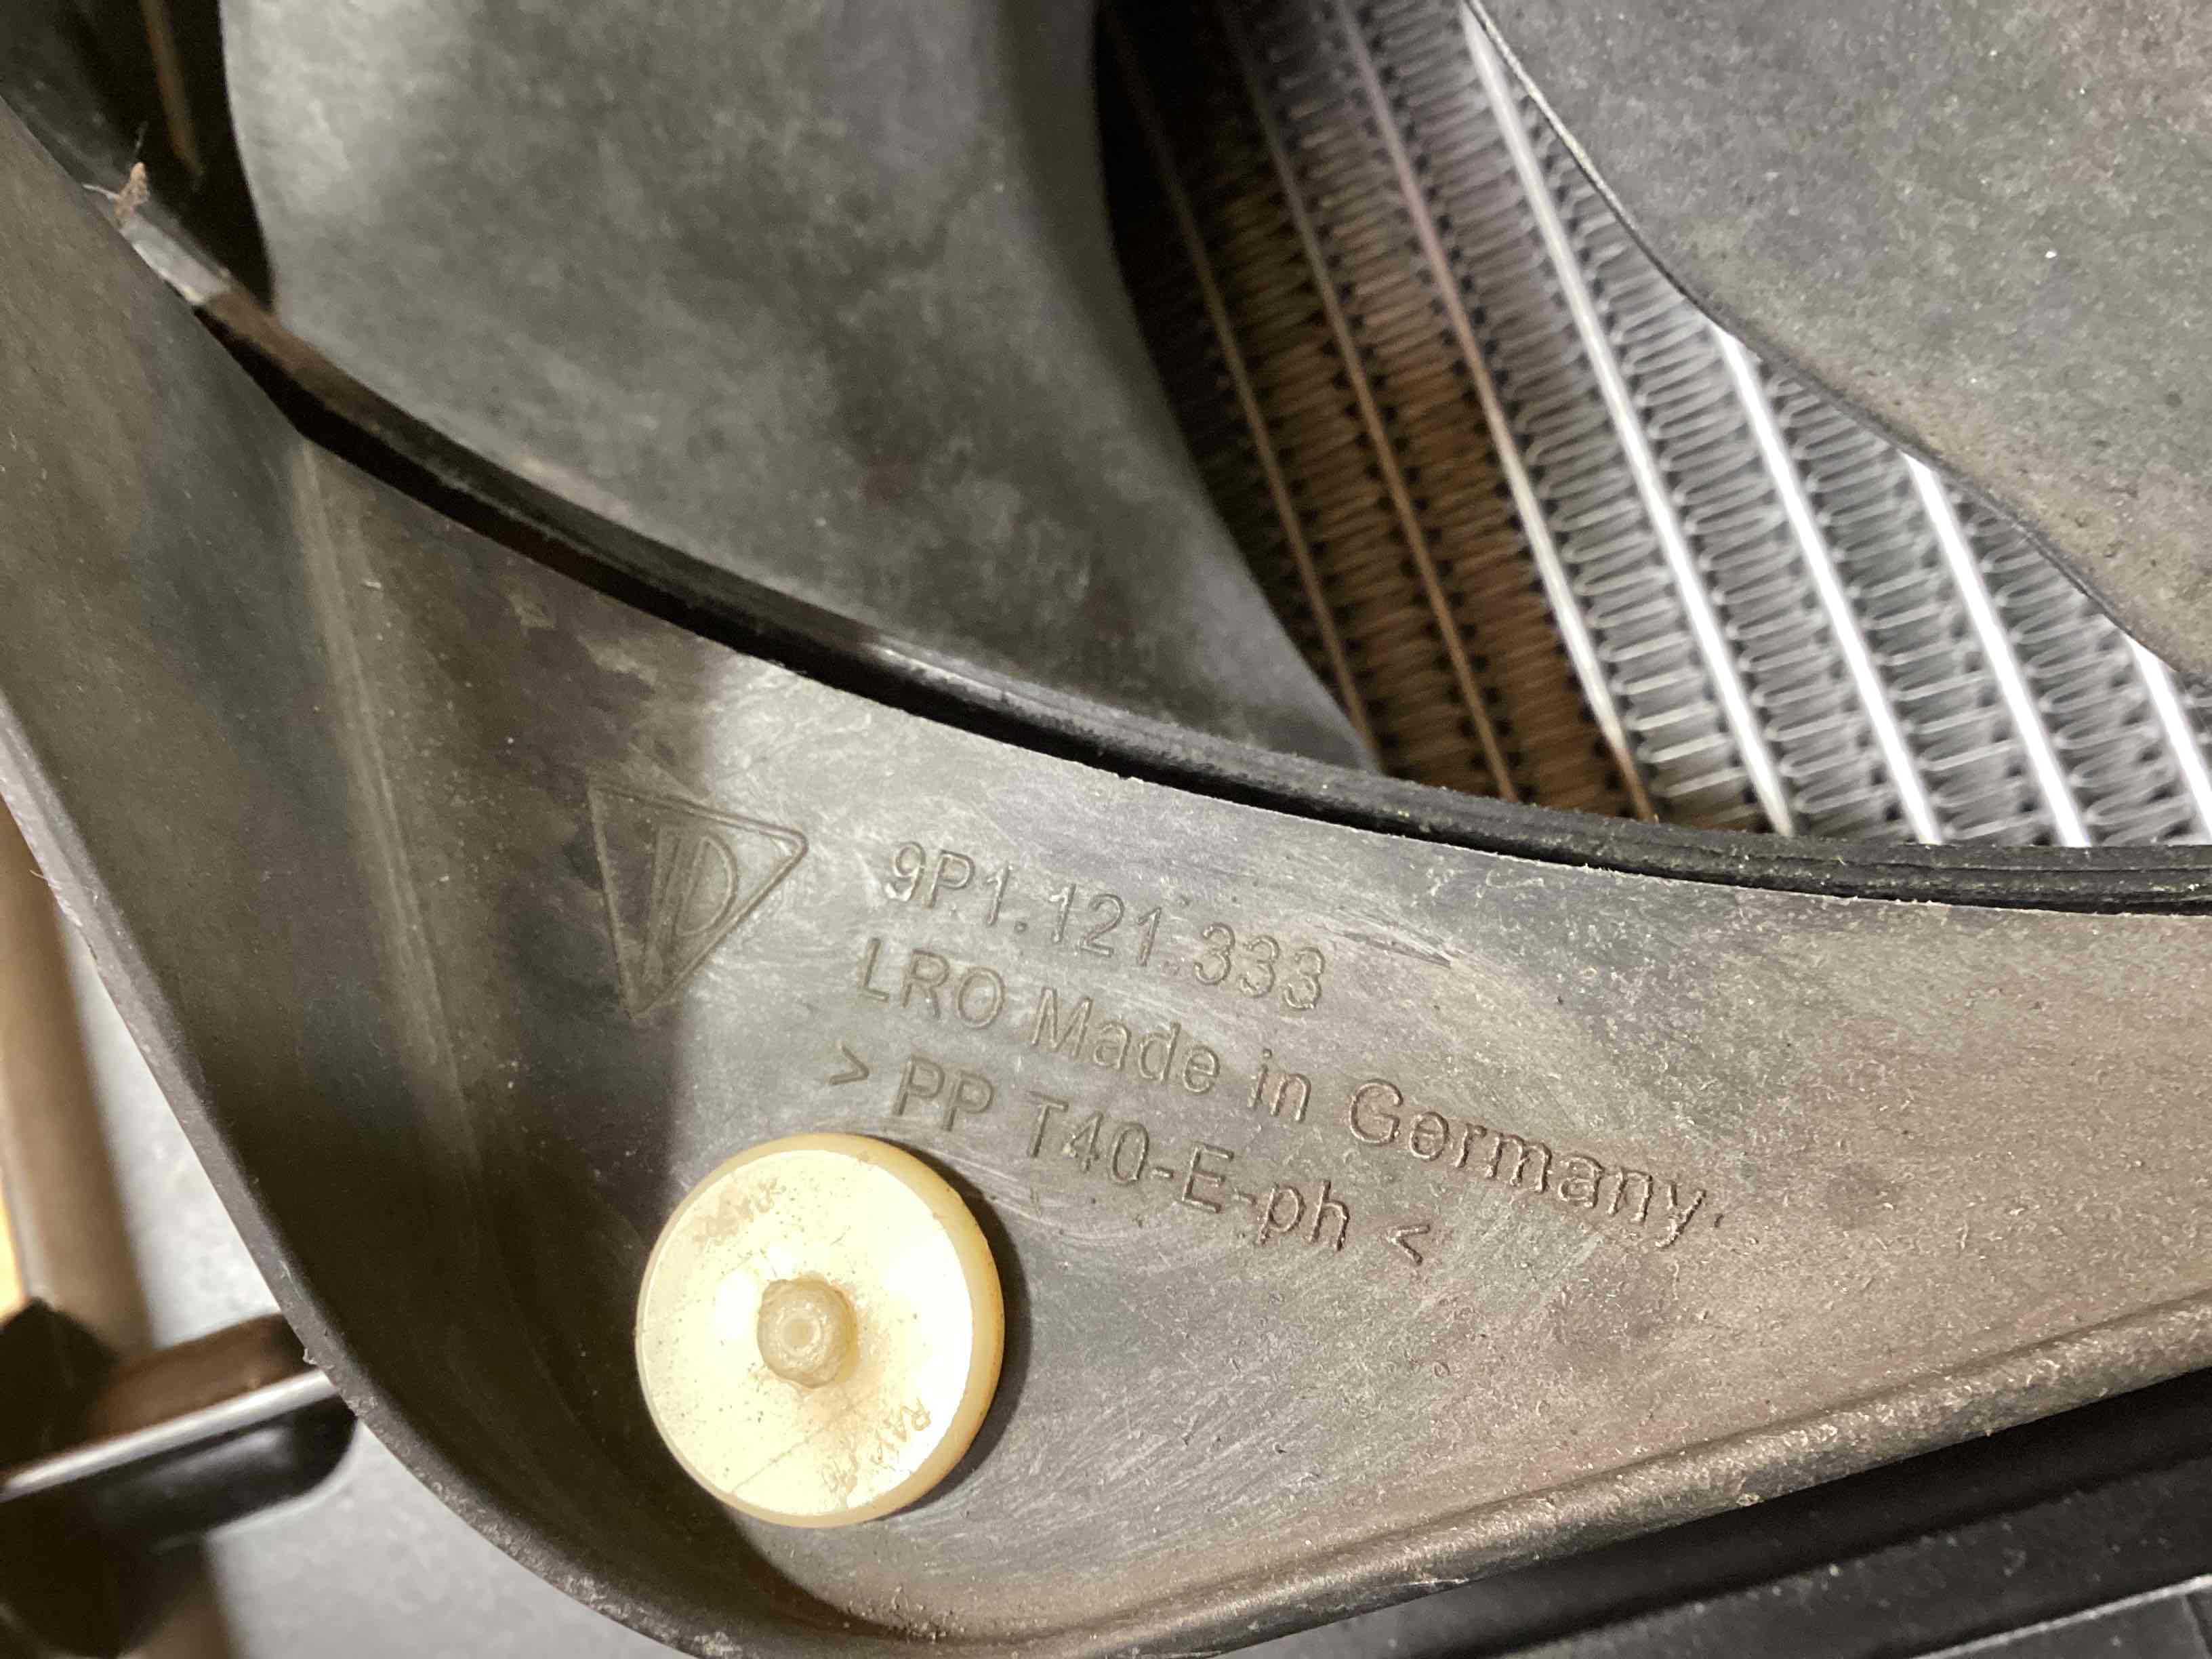 9P1.121.333
LRO Made in Germany.
> PP T40-E-ph <